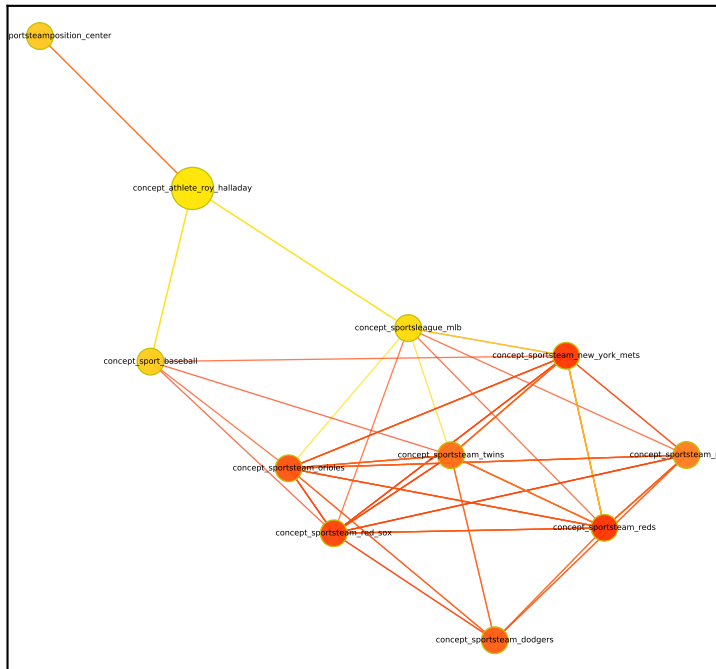 portsteamposition_center
concept_athlete_roy_halladay
concept_sportsleague_mlb
concept_sport_baseball
concept_sportsteam_new_york_mets
concept_sportsteam_twins
concept_sportsteam_orioles
concept_sportsteam_red_sox
concept_sportsteam_reds
concept_sportsteam_dodgers